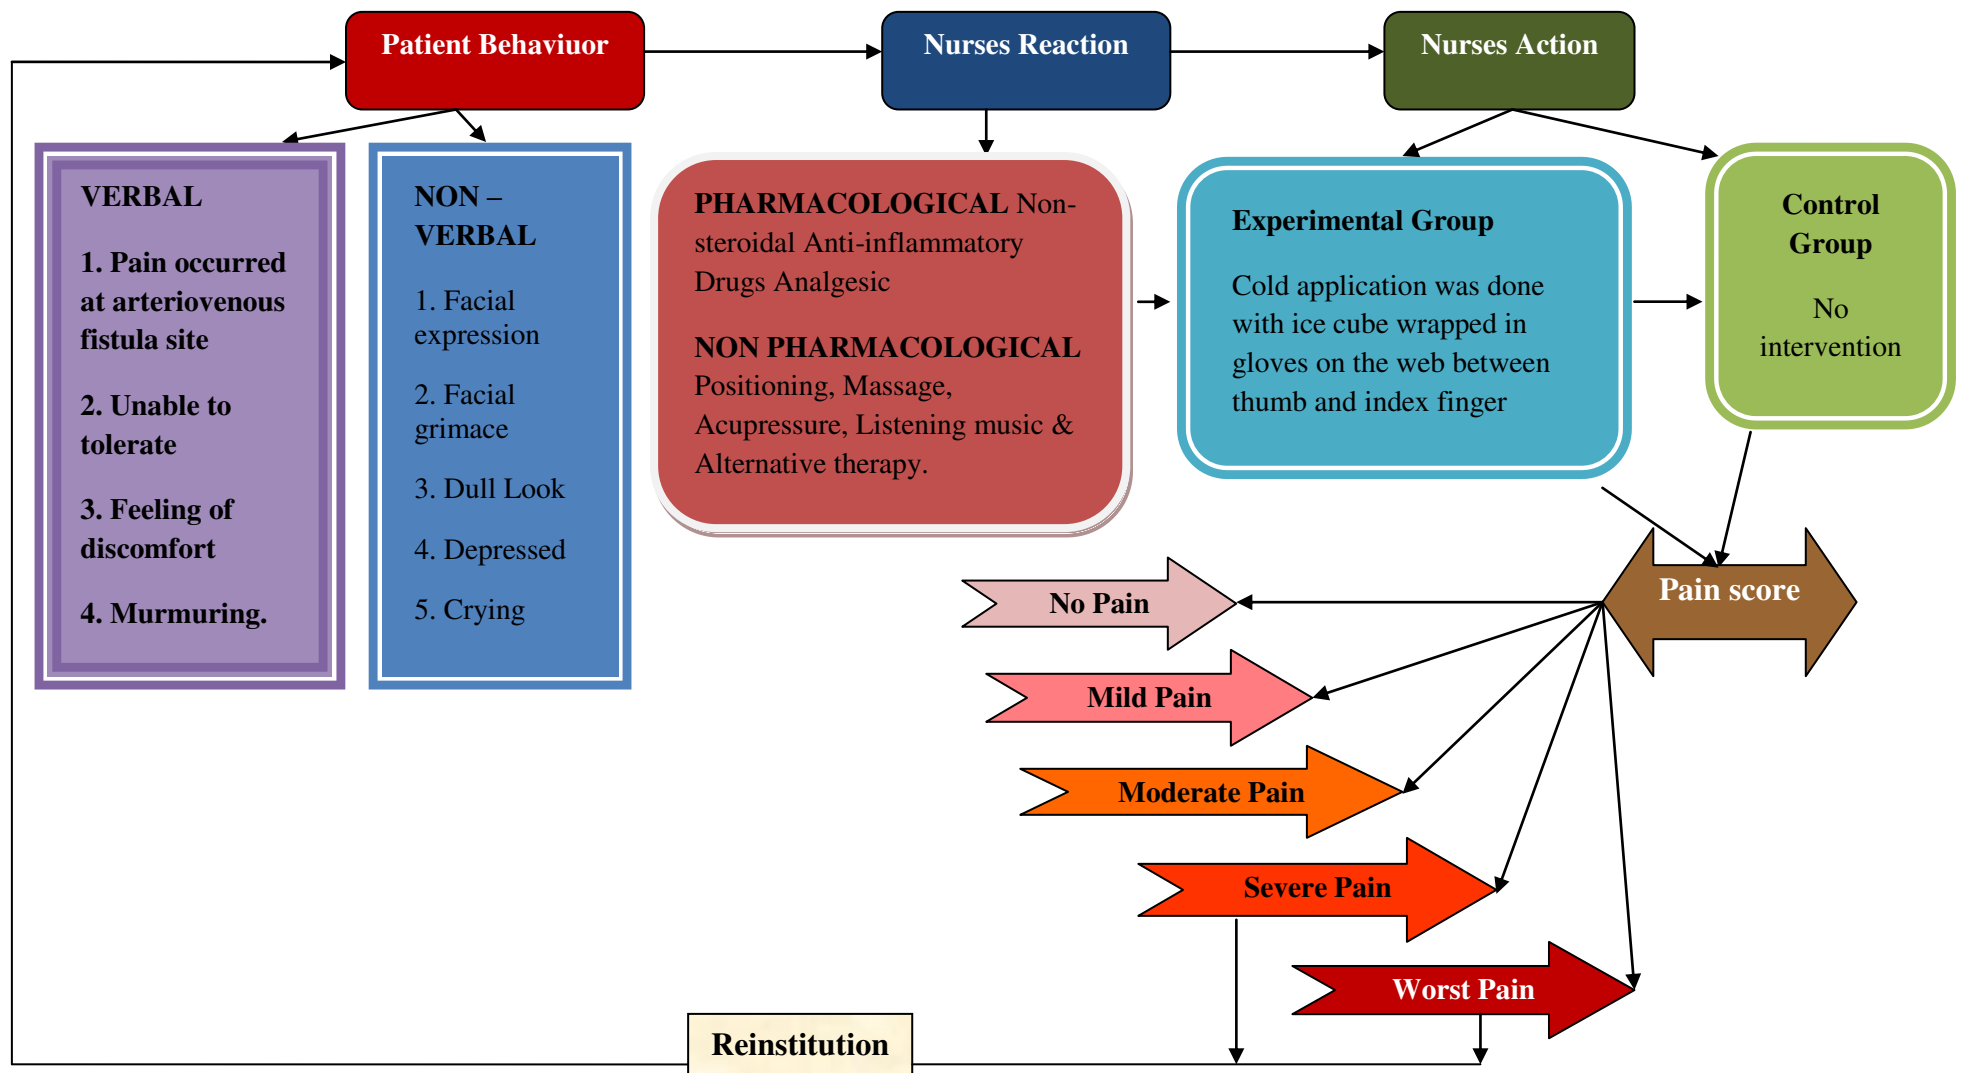 Patient Behaviuor
Nurses Reaction
Nurses Action
VERBAL
1. Pain occurred
at arteriovenous
fistula site
2. Unable to
tolerate
3. Feeling of
discomfort
4. Murmuring.
NON –
VERBAL
1. Facial
expression
2. Facial
grimace
3. Dull Look
4. Depressed
5. Crying
PHARMACOLOGICAL Non-
steroidal Anti-inflammatory
Drugs Analgesic
NON PHARMACOLOGICAL
Positioning, Massage,
Acupressure, Listening music &
Alternative therapy.
Experimental Group
Cold application was done
with ice cube wrapped in
gloves on the web between
thumb and index finger
Control
Group
No
intervention
Pain score
No Pain
Mild Pain
Moderate Pain
Severe Pain
Worst Pain
Reinstitution